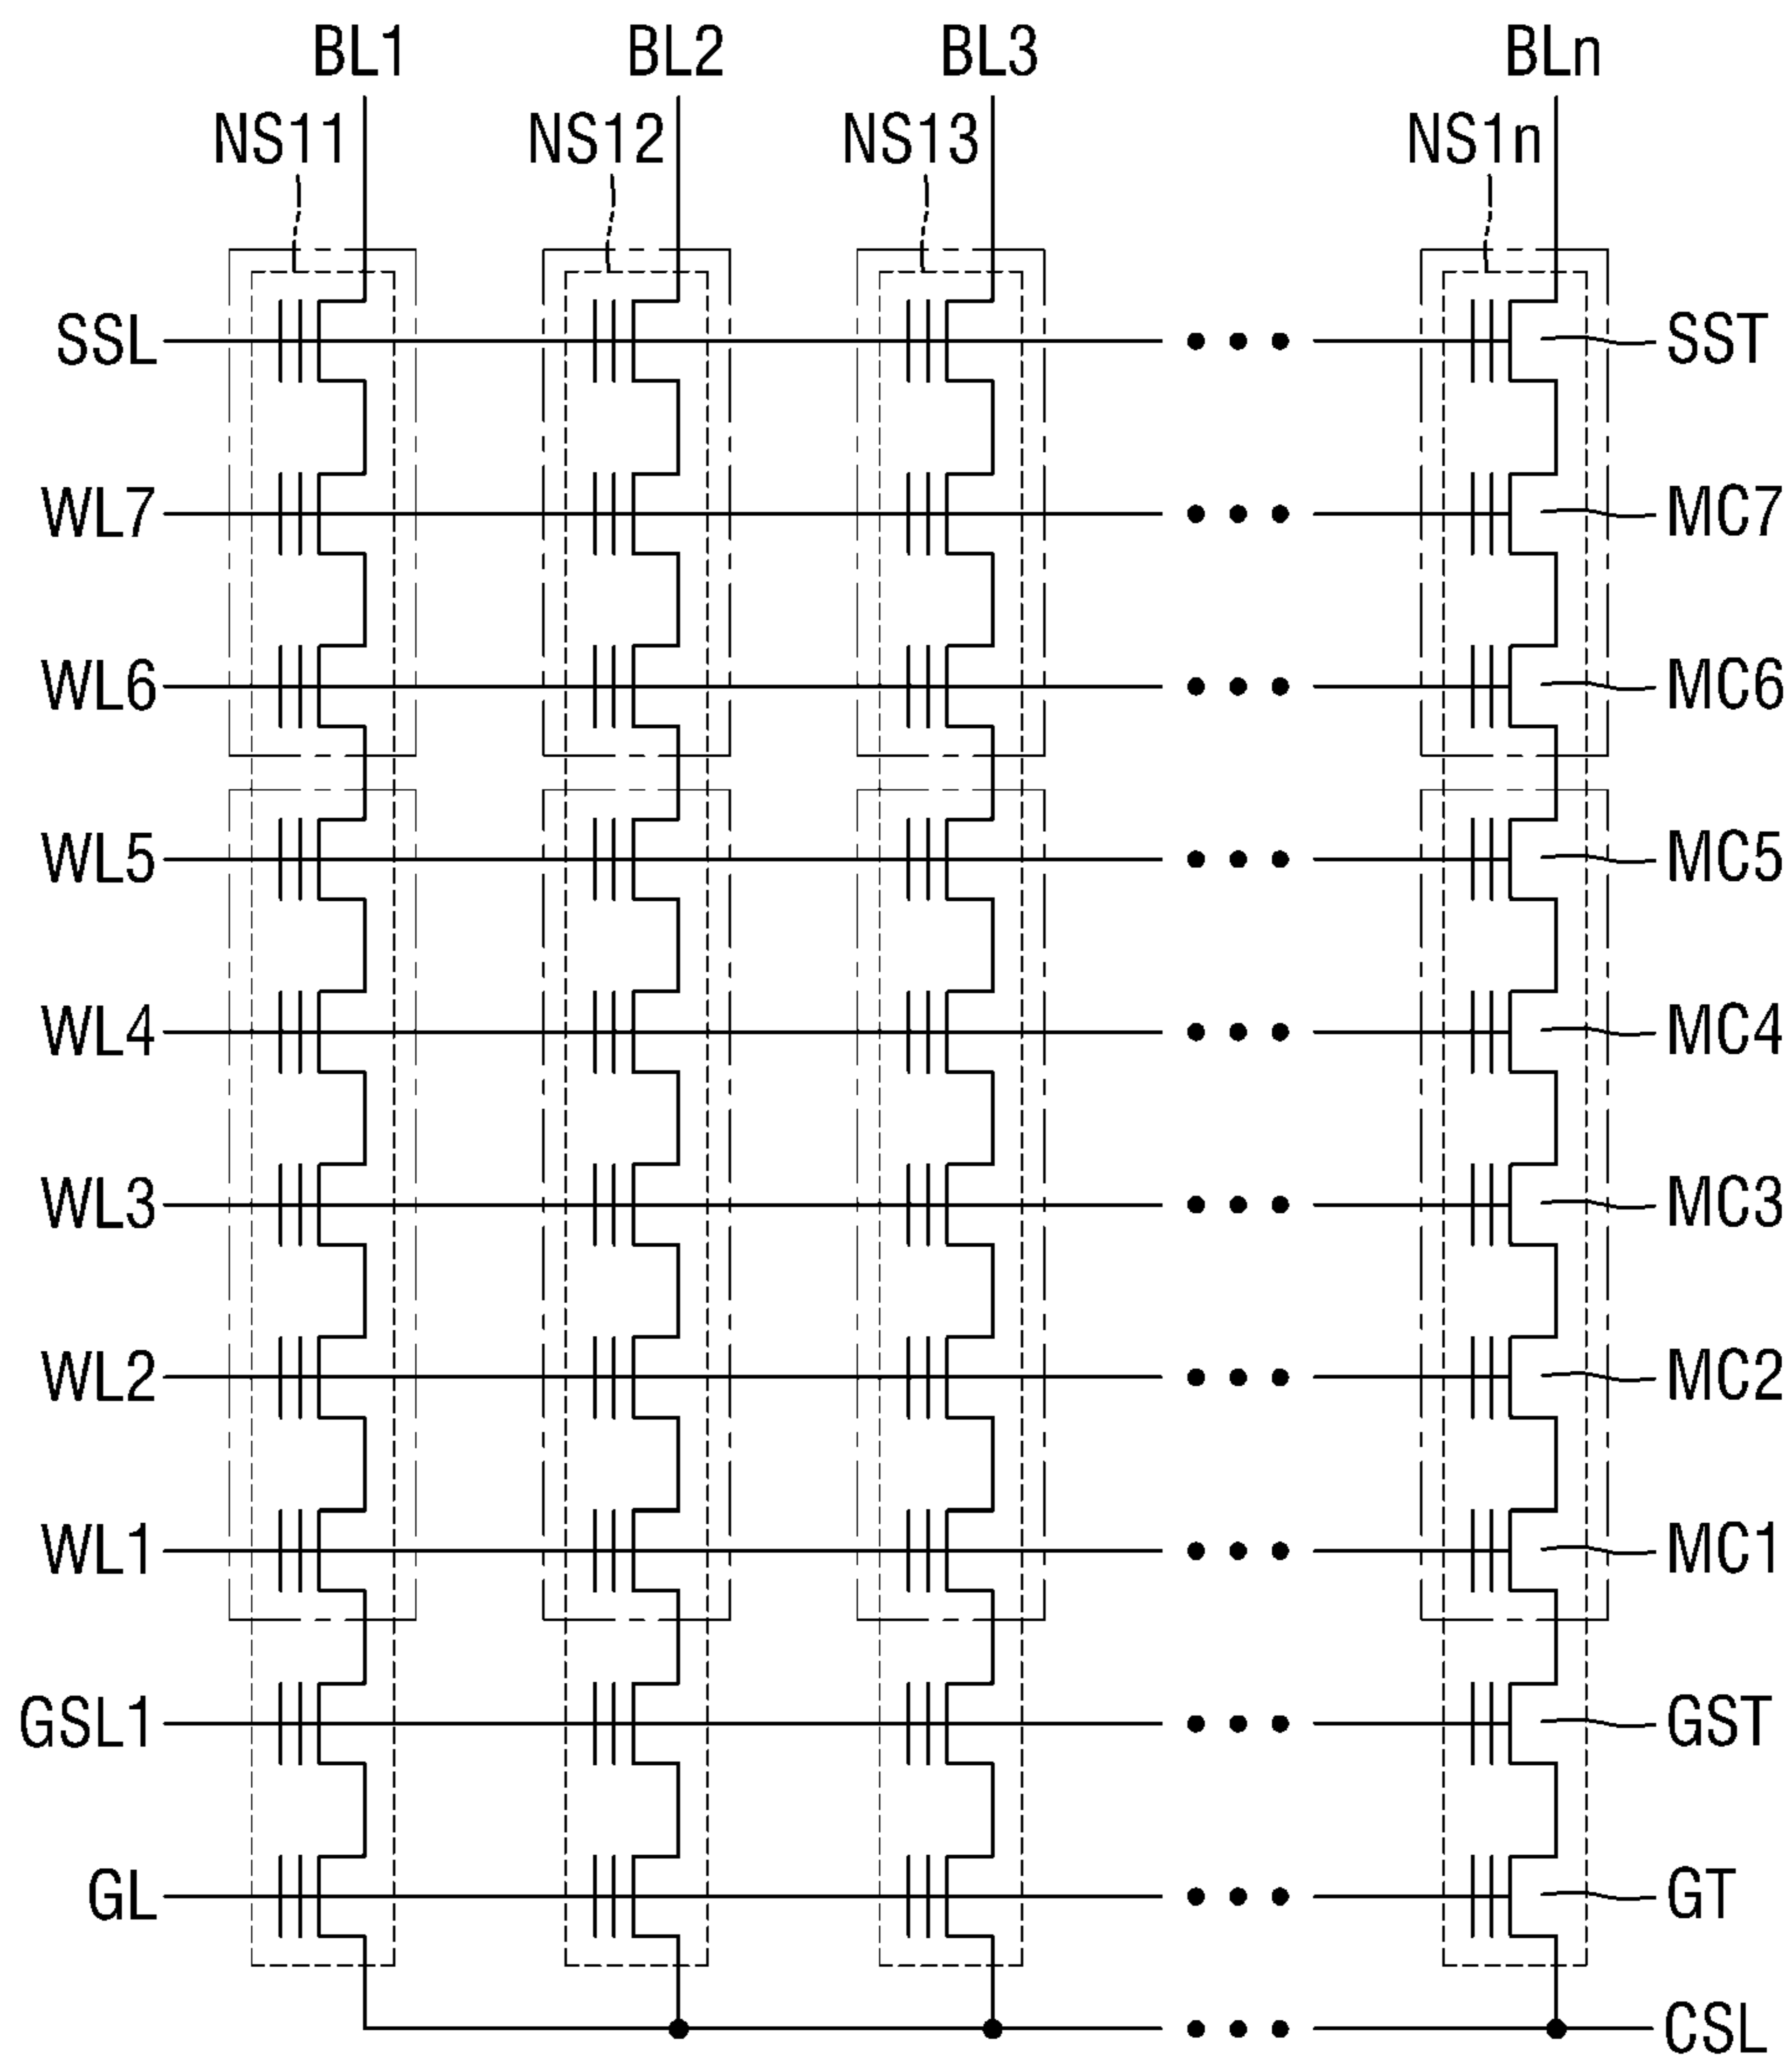 BL1 BL2 BL3 BLn
NS11 NS12 NS13 NS1n
SSL SST
WL7 MC7
WL6 MC6
WL5 MC5
WL4 MC4
WL3 MC3
WL2 MC2
WL1 MC1
GSL1 GST
GL GT
CSL